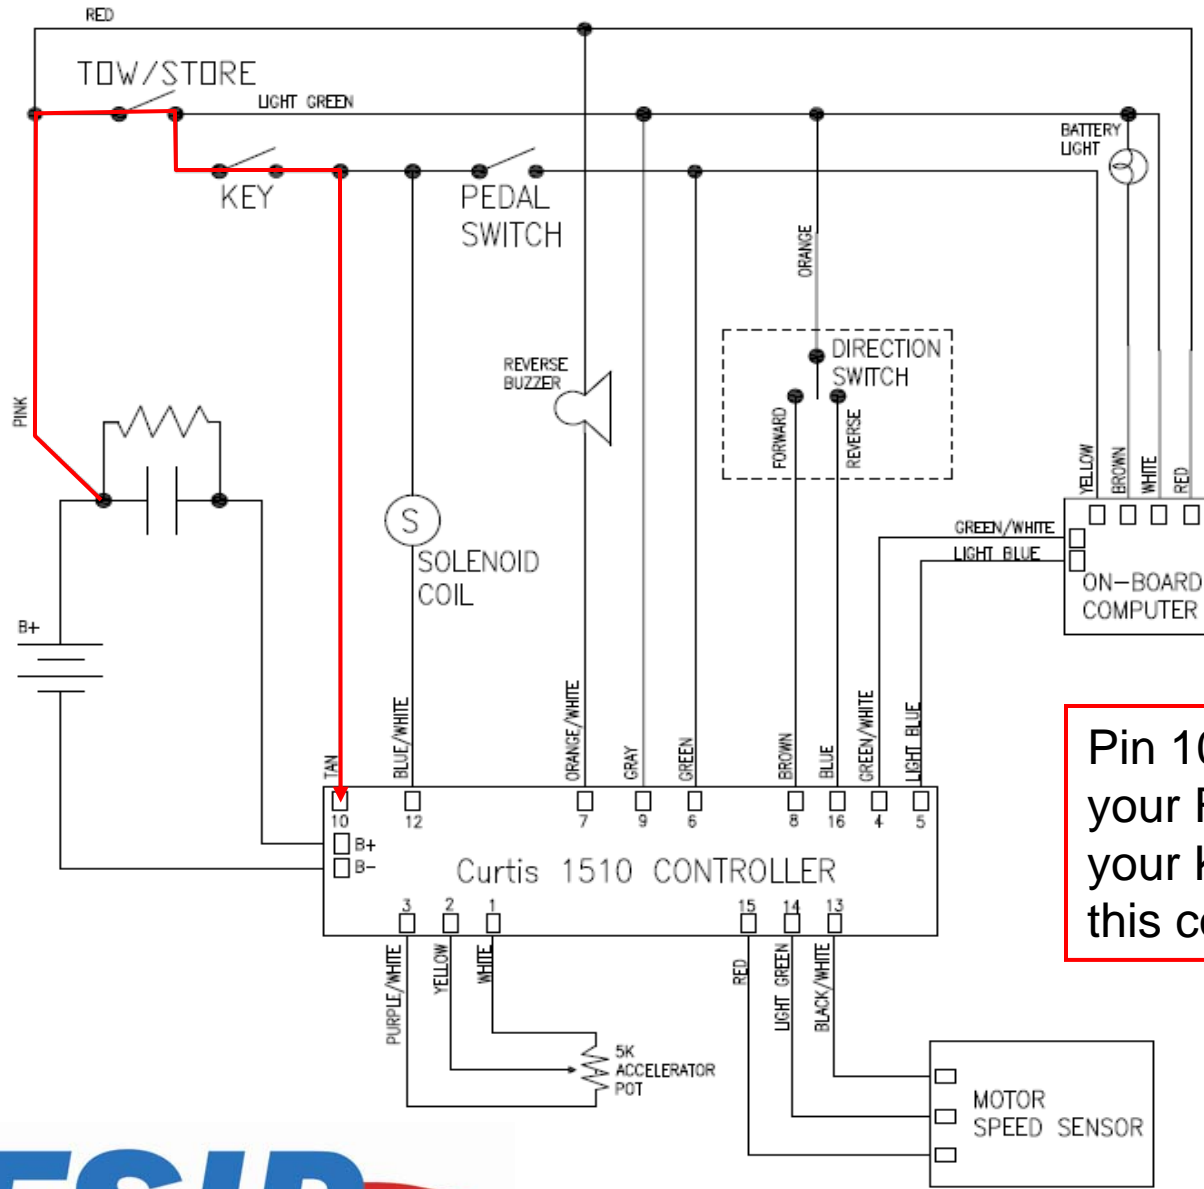 RED
TOW/STORE
LIGHT GREEN
BATTERY
LIGHT
KEY
PEDAL
SWITCH
ORANGE
DIRECTION
SWITCH
REVERSE
BUZZER
PINK
FORWARD
REVERSE
YELLOW
BROWN
WHITE
RED
GREEN/WHITE
LIGHT BLUE
S
SOLENOID
COIL
ON-BOARD
COMPUTER
B+
TAN
BLUE/WHITE
ORANGE/WHITE
GRAY
GREEN
BROWN
BLUE
GREEN/WHITE
LIGHT BLUE
Pin 10
your
your
this
10 12 7 9 6 8 16 4 5
B+
B-
Curtis 1510 CONTROLLER
3 2 1 15 14 13
PURPLE/WHITE
YELLOW
WHITE
RED
LIGHT GREEN
BLACK/WHITE
5K
ACCELERATOR
POT
MOTOR
SPEED SENSOR